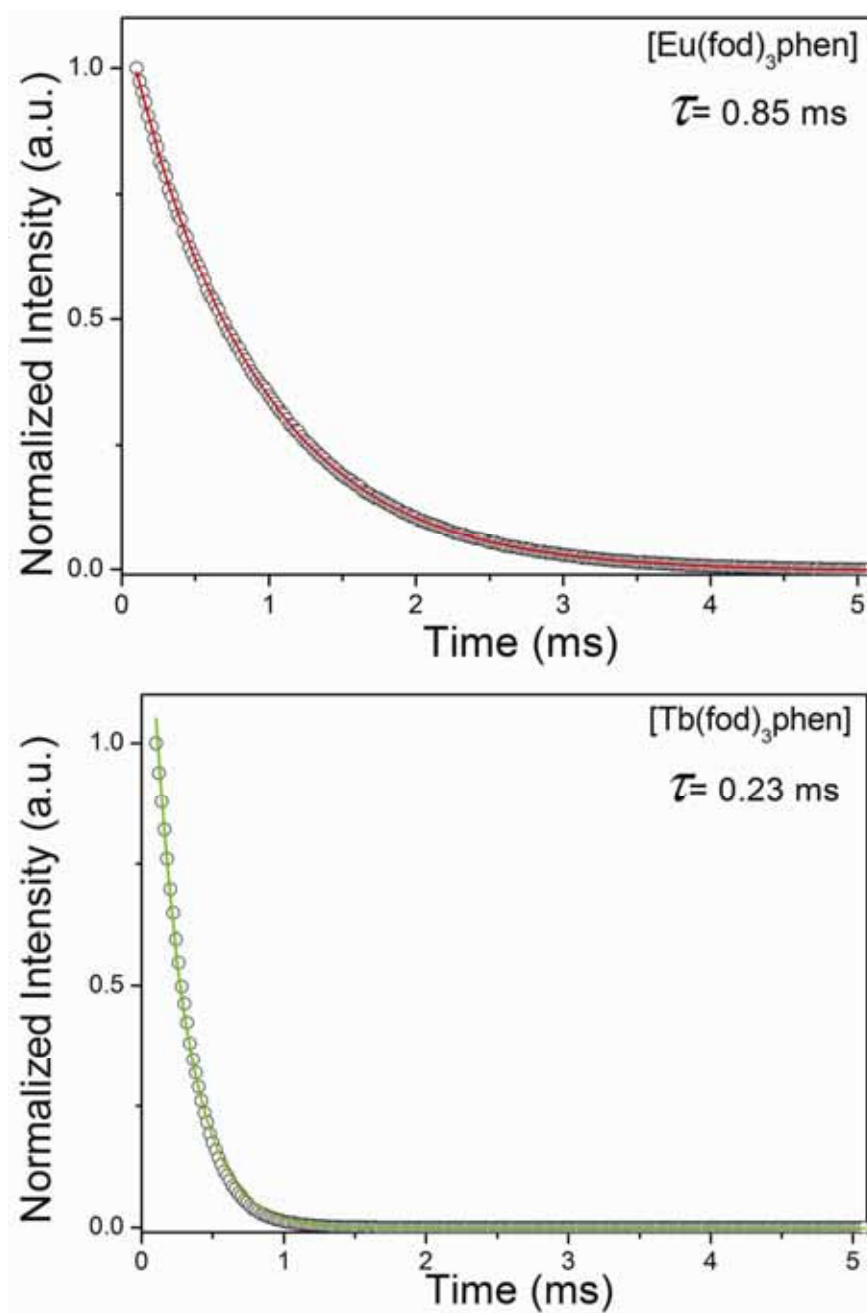 [Eu(fod)₃phen]
τ= 0.85 ms
Normalized Intensity (a.u.)
1.0
0.5
0.0
0 1 2 3 4 5
Time (ms)
[Tb(fod)₃phen]
τ= 0.23 ms
Normalized Intensity (a.u.)
1.0
0.5
0.0
0 1 2 3 4 5
Time (ms)